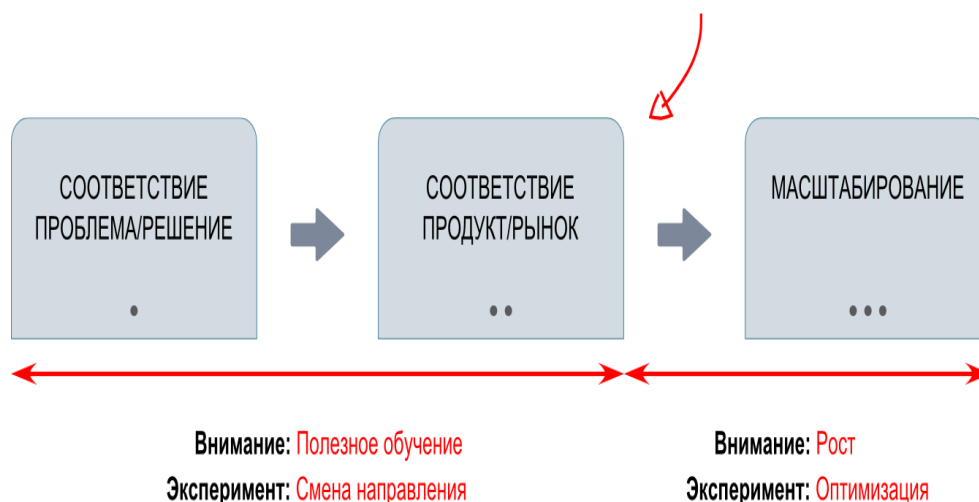 СООТВЕТСТВИЕ
ПРОБЛЕМА/РЕШЕНИЕ
СООТВЕТСТВИЕ
ПРОДУКТ/РЫНОК
МАСШТАБИРОВАНИЕ
Внимание: Полезное обучение
Эксперимент: Смена направления
Внимание: Рост
Эксперимент: Оптимизация